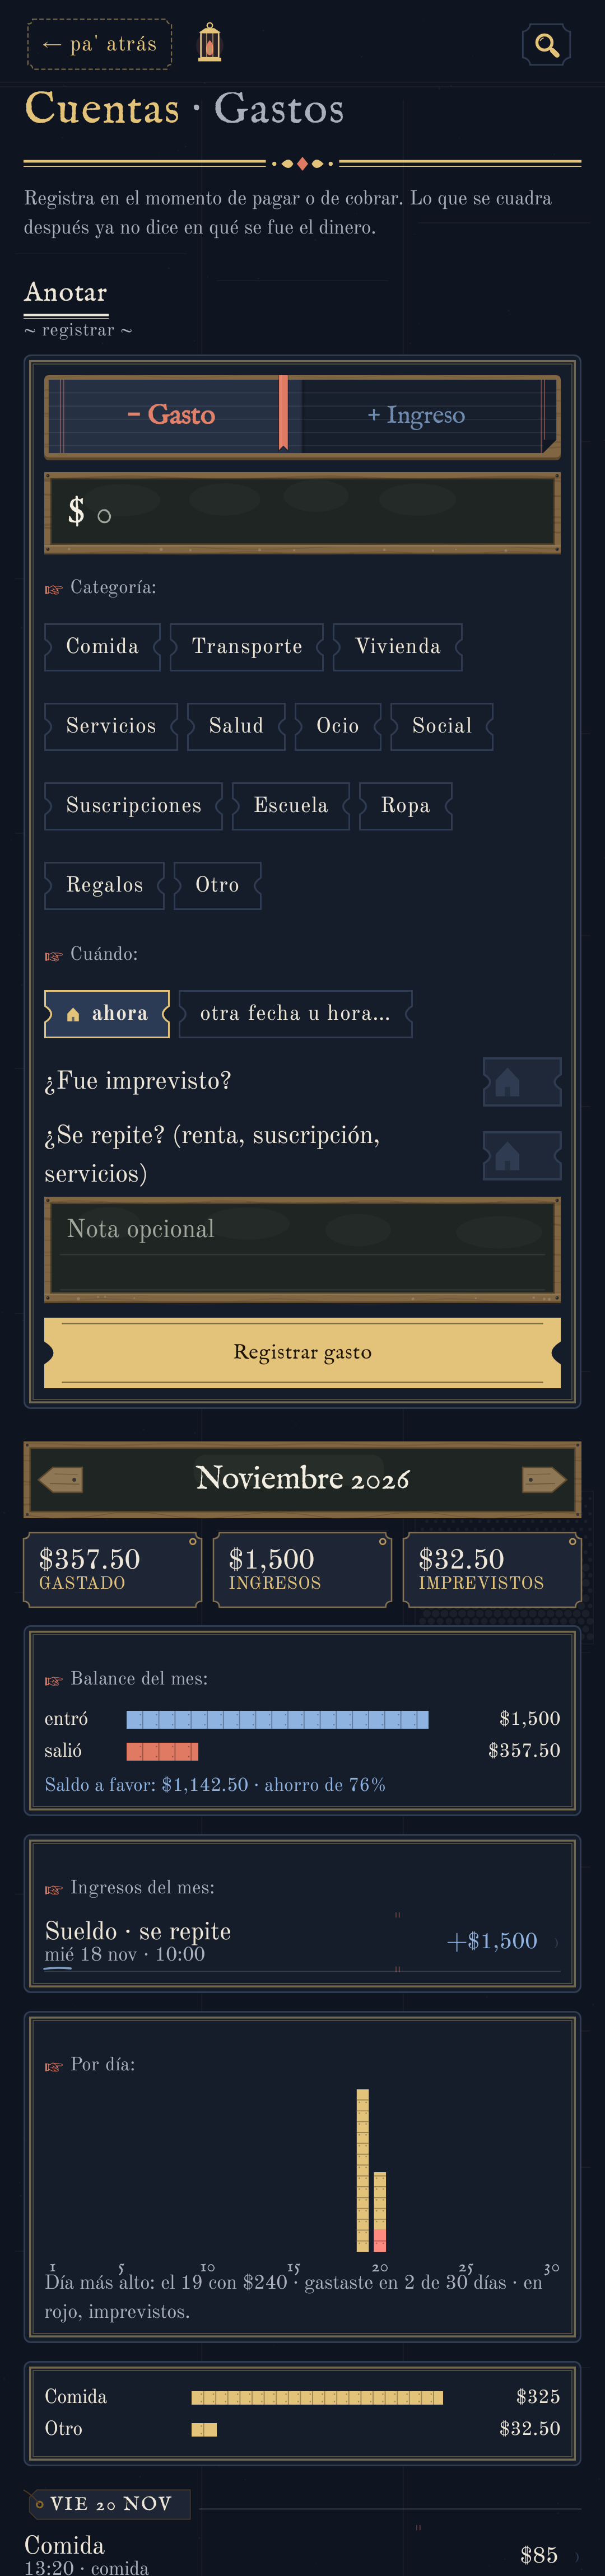 ← pa' atrás
Cuentas · Gastos
Registra en el momento de pagar o de cobrar. Lo que se cuadra
después ya no dice en qué se fue el dinero.
Anotar
~ registrar ~
− Gasto
+ Ingreso
$ 0
Categoría:
Comida
Transporte
Vivienda
Servicios
Salud
Ocio
Social
Suscripciones
Escuela
Ropa
Regalos
Otro
Cuándo:
ahora
otra fecha u hora...
¿Fue imprevisto?
¿Se repite? (renta, suscripción,
servicios)
Nota opcional
Registrar gasto
Noviembre 2026
$357.50
GASTADO
$1,500
INGRESOS
$32.50
IMPREVISTOS
Balance del mes:
entró $1,500
salió $357.50
Saldo a favor: $1,142.50 · ahorro de 76%
Ingresos del mes:
Sueldo · se repite
mié 18 nov · 10:00
+$1,500
Por día:
1 5 10 15 20 25 30
Día más alto: el 19 con $240 · gastaste en 2 de 30 días · en
rojo, imprevistos.
Comida $325
Otro $32.50
VIE 20 NOV
Comida
13:20 · comida
$85